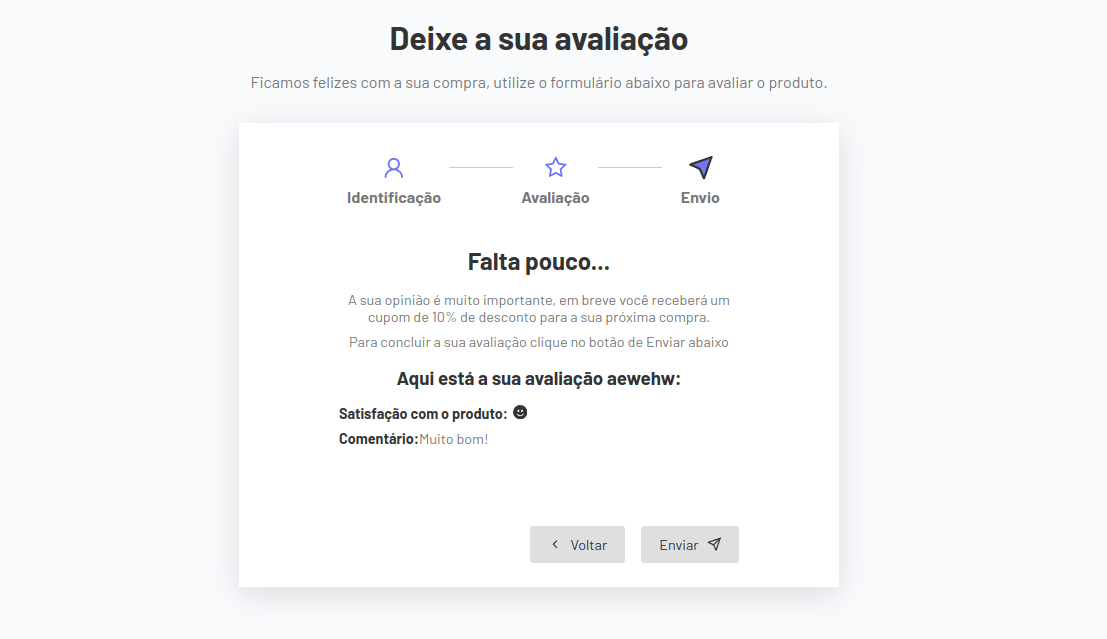 Deixe a sua avaliação
Ficamos felizes com a sua compra, utilize o formulário abaixo para avaliar o produto.
Identificação
Avaliação
Envio
Falta pouco...
A sua opinião é muito importante, em breve você receberá um
cupom de 10% de desconto para a sua próxima compra.
Para concluir a sua avaliação clique no botão de Enviar abaixo
Aqui está a sua avaliação aewehw:
Satisfação com o produto:
Comentário:Muito bom!
Voltar
Enviar